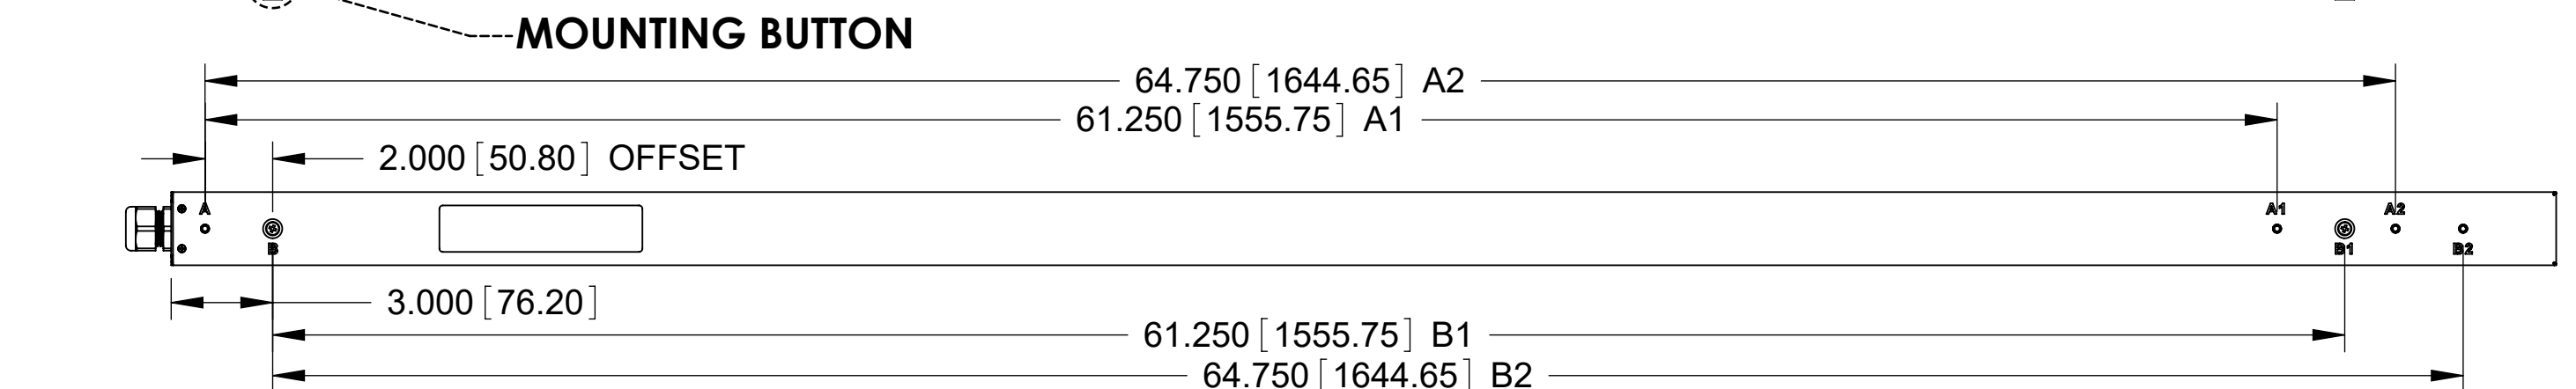 MOUNTING BUTTON
64.750 [1644.65] A2
61.250 [1555.75] A1
2.000 [50.80] OFFSET
A
A1
A2
B
B1
B2
3.000 [76.20]
61.250 [1555.75] B1
64.750 [1644.65] B2